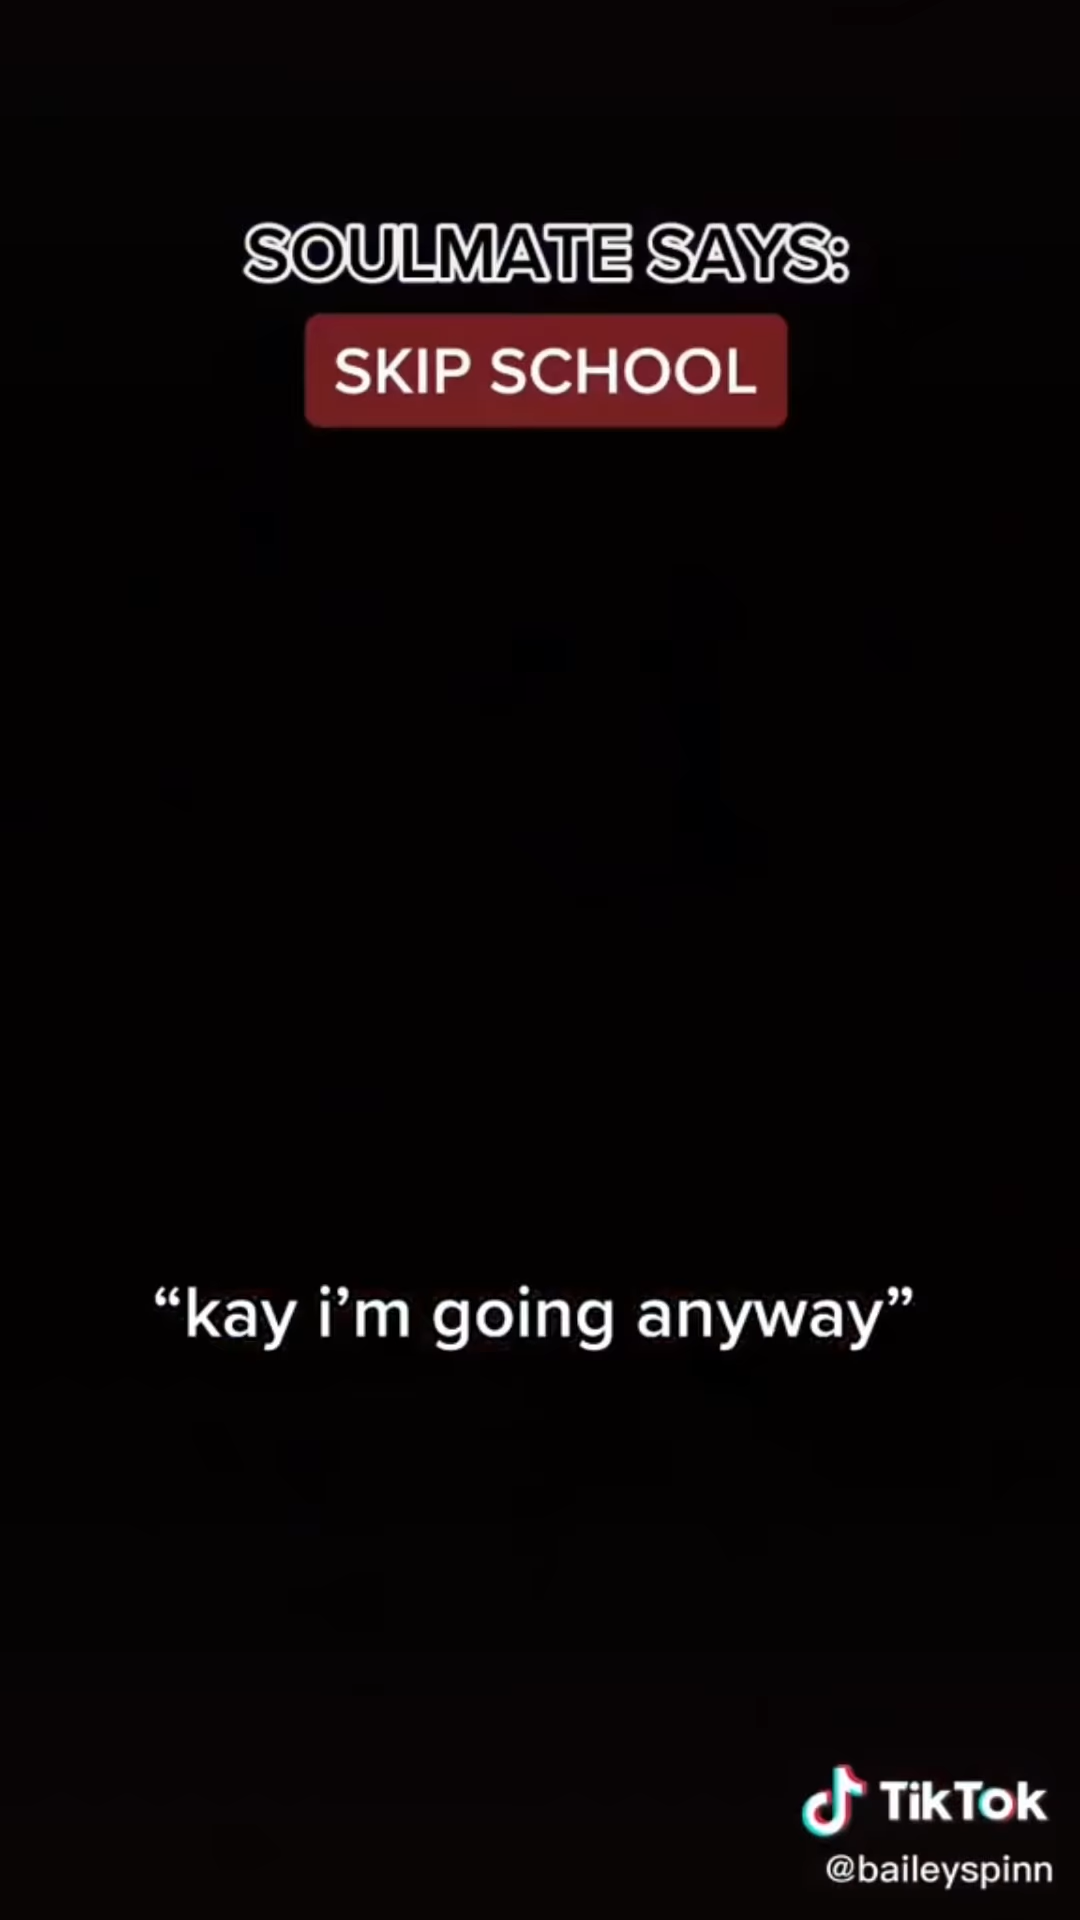 SOULMATE SAYS:
SKIP SCHOOL
“kay i’m going anyway”
TikTok
@baileyspinn